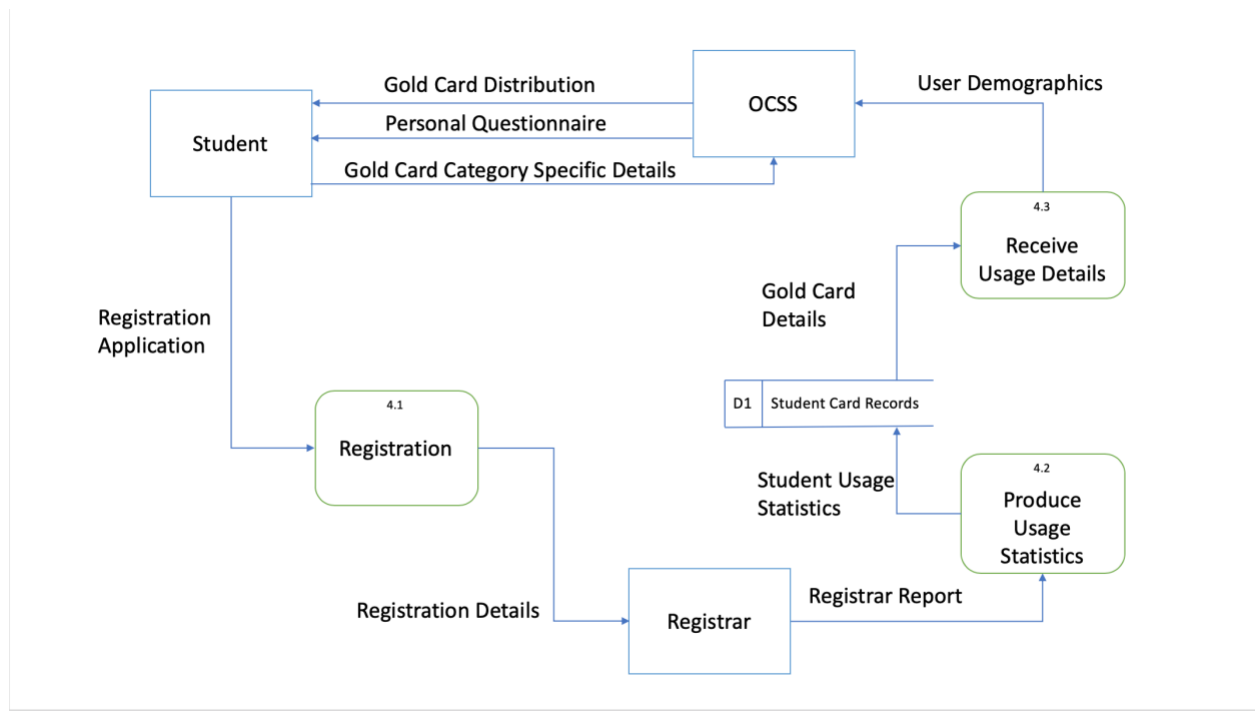 Gold Card Distribution
OCSS
User Demographics
Student
Personal Questionnaire
Gold Card Category Specific Details
4.3
Receive
Usage Details
Gold Card
Details
Registration
Application
D1 Student Card Records
4.1
Registration
Student Usage
Statistics
4.2
Produce
Usage
Statistics
Registration Details
Registrar
Registrar Report